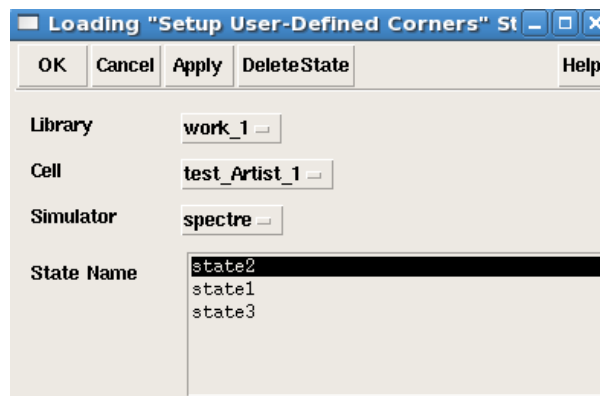 Loading "Setup User-Defined Corners" St
OK Cancel Apply DeleteState Help
Library work_1
Cell test_Artist_1
Simulator spectre
State Name state2
state1
state3